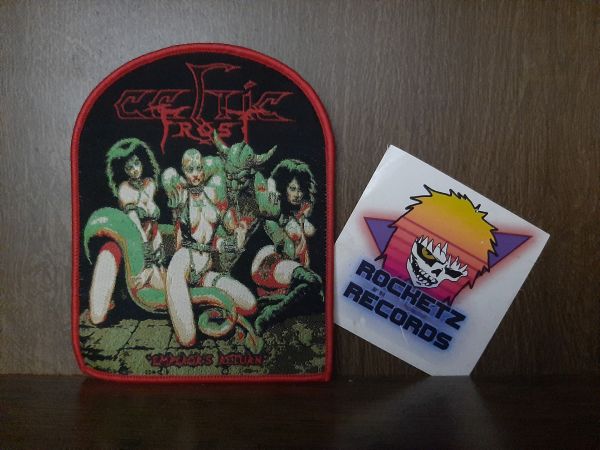 CELTIC
FROST
EMPEROR'S RETURN
ROCKETZ
RECORDS